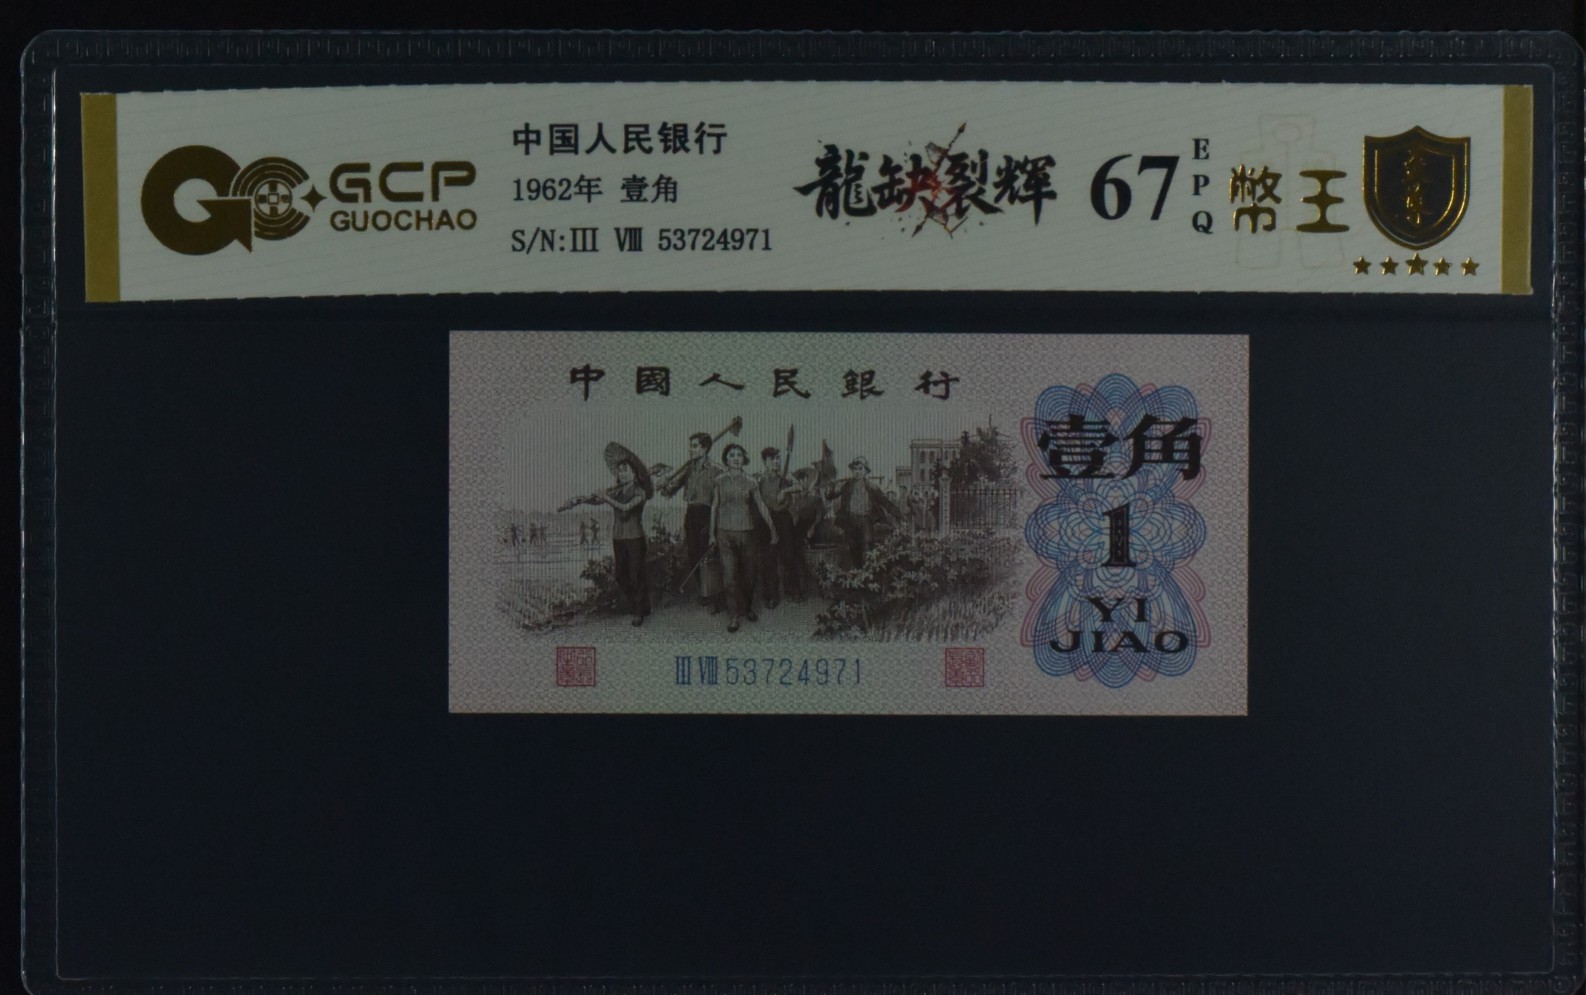 GCP
GUOCHAO
中国人民银行
1962年 壹角
S/N:III VIII 53724971
龍缺裂輝
67
EPQ
幣王
中國人民銀行
壹角
1
YI
JIAO
III VIII 53724971